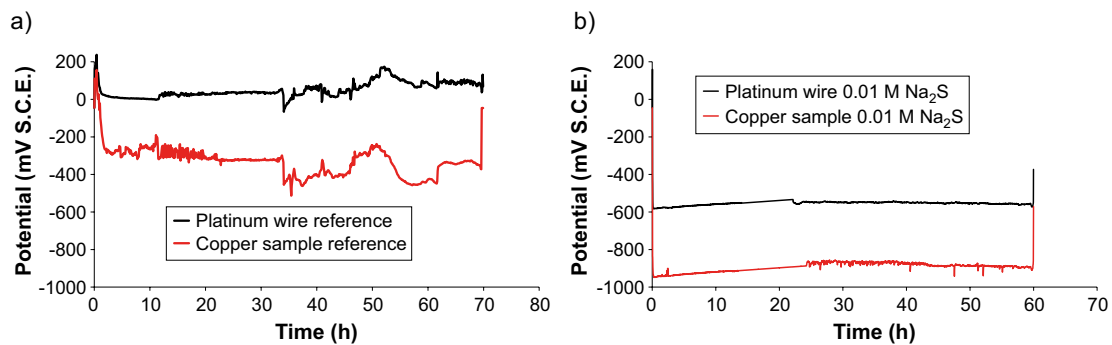 a)
Potential (mV S.C.E.)
200
0
-200
-400
-600
-800
-1000
Platinum wire reference
Copper sample reference
0 10 20 30 40 50 60 70 80
Time (h)
b)
Potential (mV S.C.E.)
200
0
-200
-400
-600
-800
-1000
Platinum wire 0.01 M Na₂S
Copper sample 0.01 M Na₂S
0 10 20 30 40 50 60 70
Time (h)